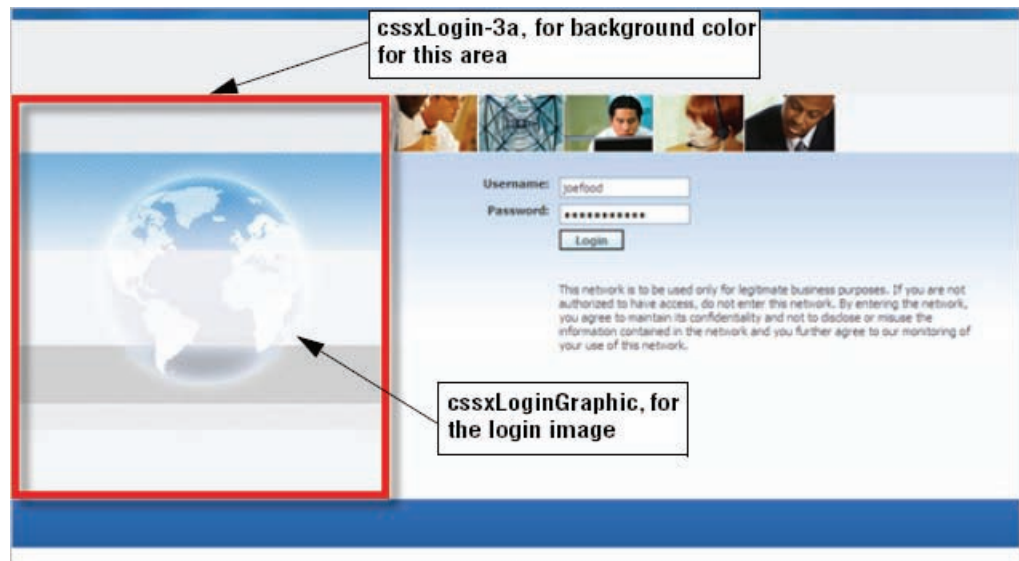 cssxLogin-3a, for background color
for this area
Username: joefood
Password: •••••••••••
Login
This network is to be used only for legitimate business purposes. If you are not
authorized to have access, do not enter this network. By entering the network,
you agree to maintain its confidentiality and not to disclose or misuse the
information contained in the network and you further agree to our monitoring of
your use of this network.
cssxLoginGraphic, for
the login image